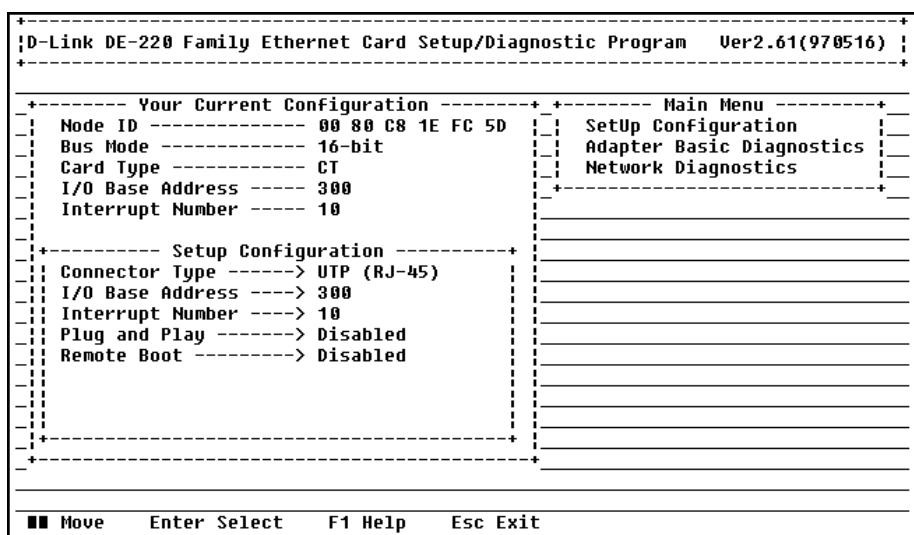 D-Link DE-220 Family Ethernet Card Setup/Diagnostic Program Ver2.61(970516)
Your Current Configuration
Node ID -------------- 00 80 C8 1E FC 5D
Bus Mode ------------- 16-bit
Card Type ------------ CT
I/O Base Address ----- 300
Interrupt Number ----- 10
Setup Configuration
Connector Type ------> UTP (RJ-45)
I/O Base Address ----> 300
Interrupt Number ----> 10
Plug and Play -------> Disabled
Remote Boot ---------> Disabled
Main Menu
SetUp Configuration
Adapter Basic Diagnostics
Network Diagnostics
Move Enter Select F1 Help Esc Exit